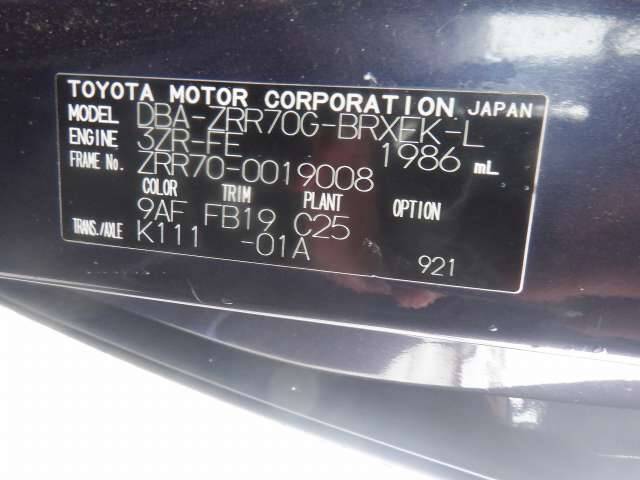 TOYOTA MOTOR CORPORATION JAPAN
MODEL DBA-ZRR70G-BRXEK-L
ENGINE 3ZR-FE 1986 mL
FRAME No. ZRR70-0019008
COLOR TRIM PLANT OPTION
9AF FB19 C25
TRANS./AXLE K111 -01A 921